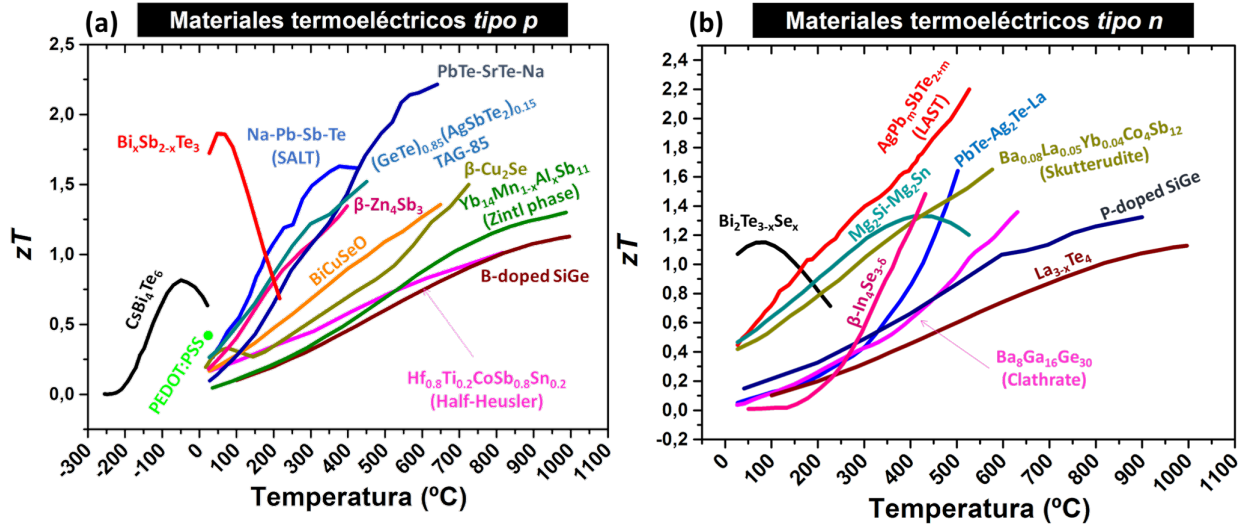 (a) Materiales termoeléctricos tipo p
zT
2,5
2,0
1,5
1,0
0,5
0,0
-300 -200 -100 0 100 200 300 400 500 600 700 800 900 1000 1100
Temperatura (ºC)
PbTe-SrTe-Na
BiₓSb₂₋ₓTe₃
Na-Pb-Sb-Te
(SALT)
(GeTe)₀.₈₅(AgSbTe₂)₀.₁₅
TAG-85
β-Cu₂Se
β-Zn₄Sb₃
Yb₁₄Mn₁₋ₓAlₓSb₁₁
(Zintl phase)
BiCuSeO
B-doped SiGe
CsBi₄Te₆
PEDOT:PSS
Hf₀.₈Ti₀.₂CoSb₀.₈Sn₀.₂
(Half-Heusler)
(b) Materiales termoeléctricos tipo n
zT
2,4
2,2
2,0
1,8
1,6
1,4
1,2
1,0
0,8
0,6
0,4
0,2
0,0
-0,2
0 100 200 300 400 500 600 700 800 900 1000 1100
Temperatura (ºC)
AgPbₘSbTe₂₊ₘ
(LAST)
PbTe-Ag₂Te-La
Ba₀.₀₈La₀.₀₅Yb₀.₀₄Co₄Sb₁₂
(Skutterudite)
Mg₂Si-Mg₂Sn
P-doped SiGe
Bi₂Te₃₋ₓSeₓ
La₃₋ₓTe₄
β-In₄Se₃₋δ
Ba₈Ga₁₆Ge₃₀
(Clathrate)